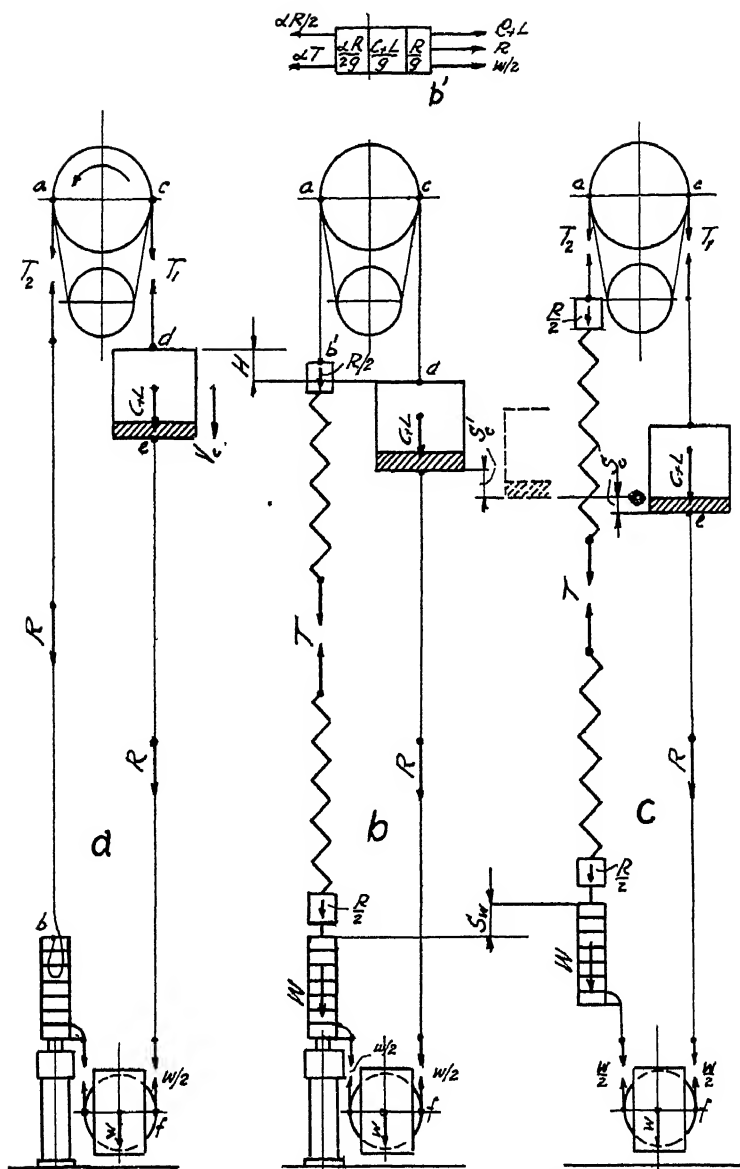 αR/2
αT
αR/2g
C+L/g
R/g
C+L
R
W/2
b'
a
c
T₂
T₁
d
C+L
e
V꜀
H
R
R
a
b
W/2
f
w
a
c
b'
R/2
d
C+L
S'c
T
R
b
R/2
W
w/2
W/2
f
w
a
c
T₂
T₁
R/2
C+L
Sc
e
T
R
c
R/2
Sw
W
W/2
W/2
f
w